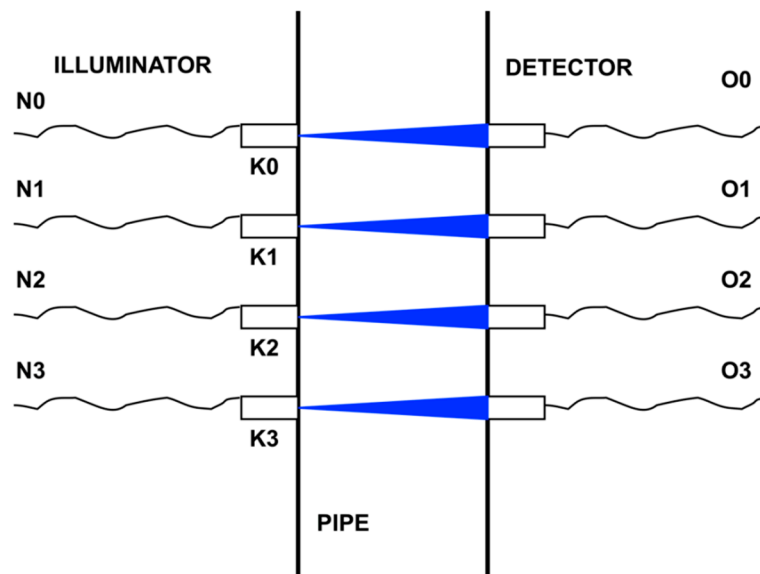 ILLUMINATOR
DETECTOR
N0
O0
K0
N1
O1
K1
N2
O2
K2
N3
O3
K3
PIPE